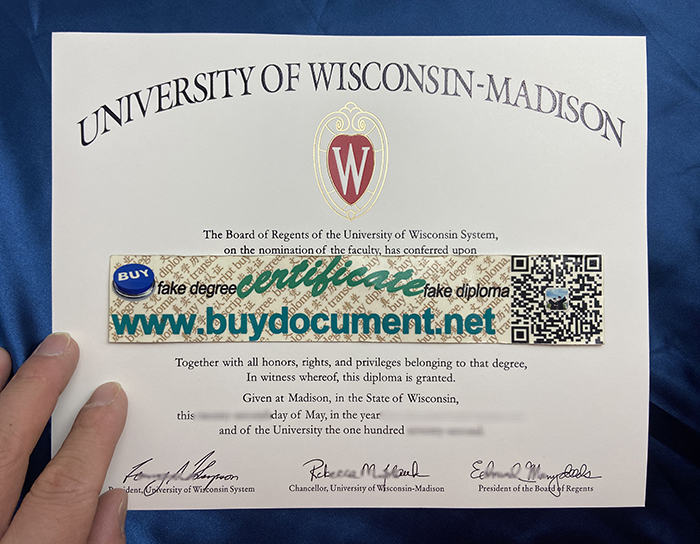 UNIVERSITY OF WISCONSIN-MADISON
W
The Board of Regents of the University of Wisconsin System,
on the nomination of the faculty, has conferred upon
BUY fake degree certificate fake diploma
www.buydocument.net
Together with all honors, rights, and privileges belonging to that degree,
In witness whereof, this diploma is granted.
Given at Madison, in the State of Wisconsin,
this day of May, in the year
and of the University the one hundred
President, University of Wisconsin System
Chancellor, University of Wisconsin-Madison
President of the Board of Regents